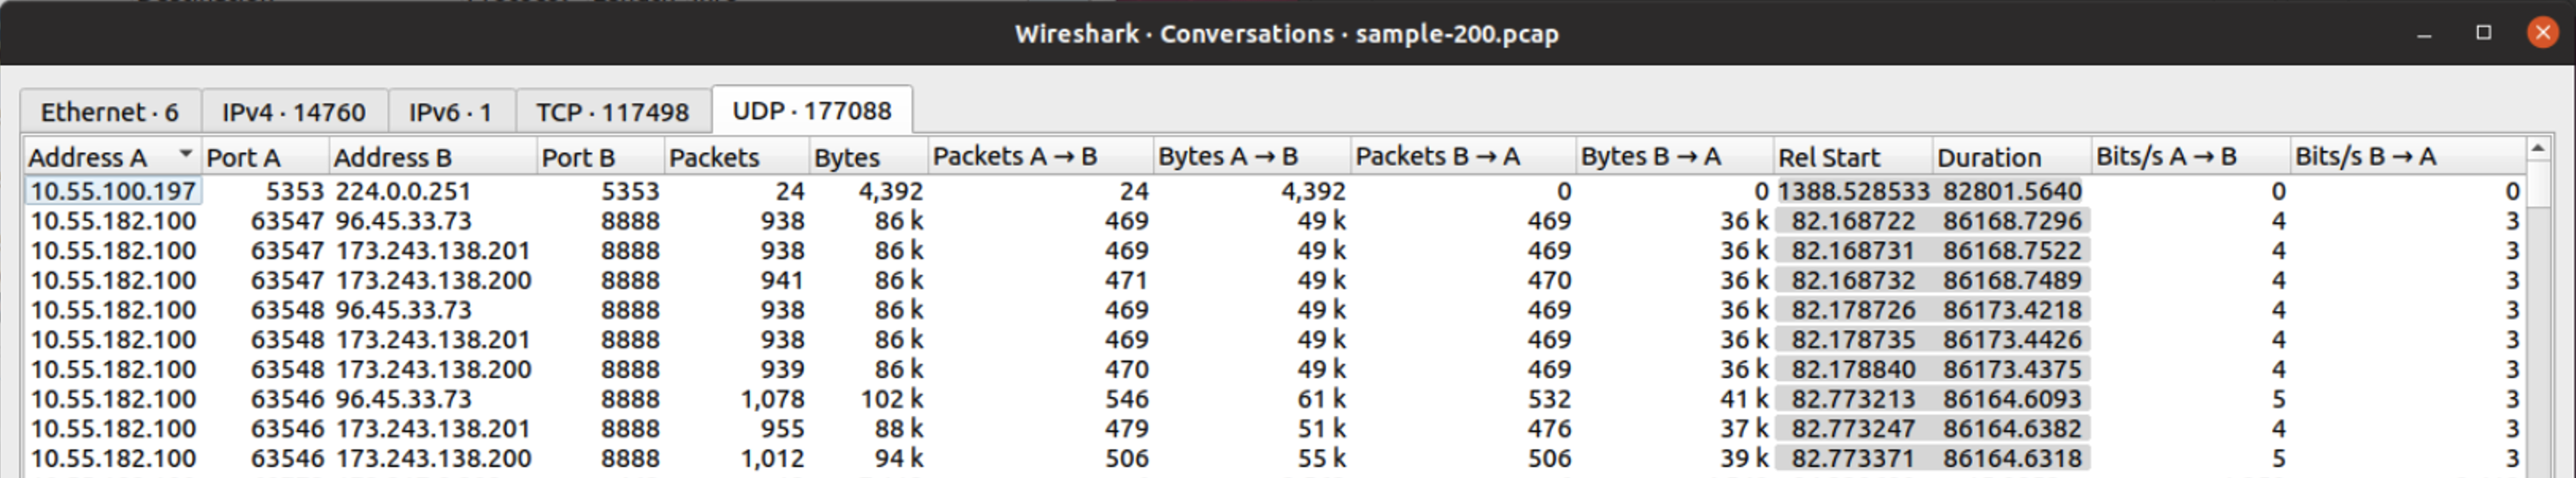 Wireshark · Conversations · sample-200.pcap
Ethernet · 6 IPv4 · 14760 IPv6 · 1 TCP · 117498 UDP · 177088
Address A Port A Address B Port B Packets Bytes Packets A → B Bytes A → B Packets B → A Bytes B → A Rel Start Duration Bits/s A → B Bits/s B → A
10.55.100.197 5353 224.0.0.251 5353 24 4,392 24 4,392 0 0 1388.528533 82801.5640 0 0
10.55.182.100 63547 96.45.33.73 8888 938 86 k 469 49 k 469 36 k 82.168722 86168.7296 4 3
10.55.182.100 63547 173.243.138.201 8888 938 86 k 469 49 k 469 36 k 82.168731 86168.7522 4 3
10.55.182.100 63547 173.243.138.200 8888 941 86 k 471 49 k 470 36 k 82.168732 86168.7489 4 3
10.55.182.100 63548 96.45.33.73 8888 938 86 k 469 49 k 469 36 k 82.178726 86173.4218 4 3
10.55.182.100 63548 173.243.138.201 8888 938 86 k 469 49 k 469 36 k 82.178735 86173.4426 4 3
10.55.182.100 63548 173.243.138.200 8888 939 86 k 470 49 k 469 36 k 82.178840 86173.4375 4 3
10.55.182.100 63546 96.45.33.73 8888 1,078 102 k 546 61 k 532 41 k 82.773213 86164.6093 5 3
10.55.182.100 63546 173.243.138.201 8888 955 88 k 479 51 k 476 37 k 82.773247 86164.6382 4 3
10.55.182.100 63546 173.243.138.200 8888 1,012 94 k 506 55 k 506 39 k 82.773371 86164.6318 5 3